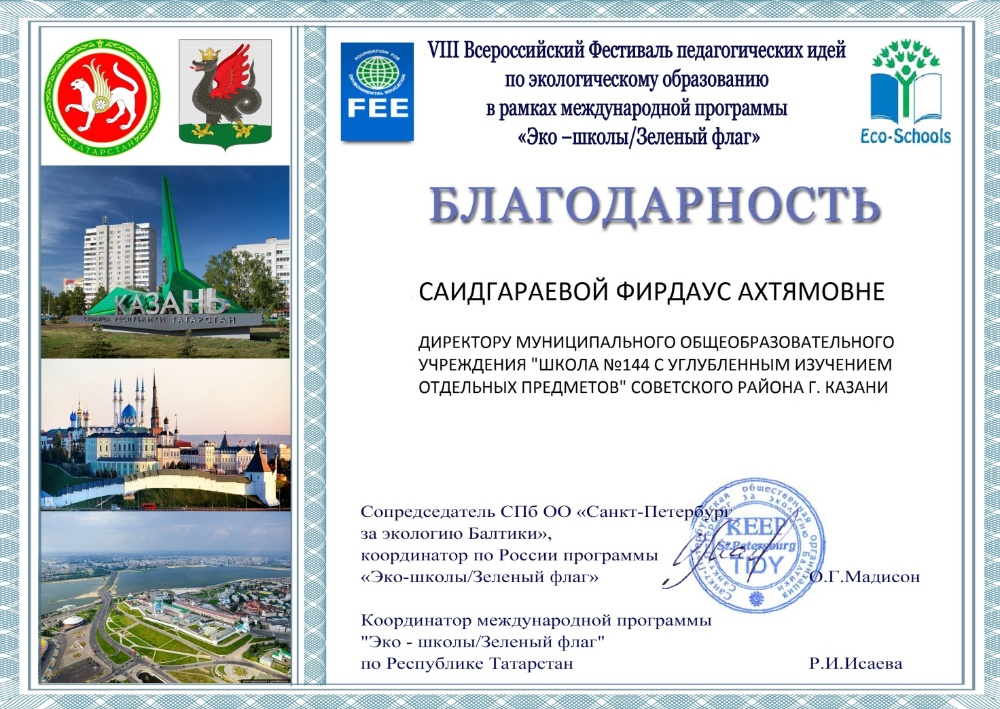 ТАТАРСТАН
FOUNDATION FOR
ENVIRONMENTAL EDUCATION
FEE
VIII Всероссийский Фестиваль педагогических идей
по экологическому образованию
в рамках международной программы
«Эко –школы/Зеленый флаг»
Eco-Schools
БЛАГОДАРНОСТЬ
КАЗАНЬ
СТОЛИЦА РЕСПУБЛИКИ ТАТАРСТАН
САИДГАРАЕВОЙ ФИРДАУС АХТЯМОВНЕ
ДИРЕКТОРУ МУНИЦИПАЛЬНОГО ОБЩЕОБРАЗОВАТЕЛЬНОГО
УЧРЕЖДЕНИЯ "ШКОЛА №144 С УГЛУБЛЕННЫМ ИЗУЧЕНИЕМ
ОТДЕЛЬНЫХ ПРЕДМЕТОВ" СОВЕТСКОГО РАЙОНА Г. КАЗАНИ
Сопредседатель СПб ОО «Санкт-Петербург
за экологию Балтики»,
координатор по России программы
«Эко-школы/Зеленый флаг» О.Г.Мадисон
Санкт-Петербургская общественная организация
Санкт-Петербург за экологию Балтики
KEEP
St.Petersburg
TIDY
Координатор международной программы
"Эко - школы/Зеленый флаг"
по Республике Татарстан Р.И.Исаева